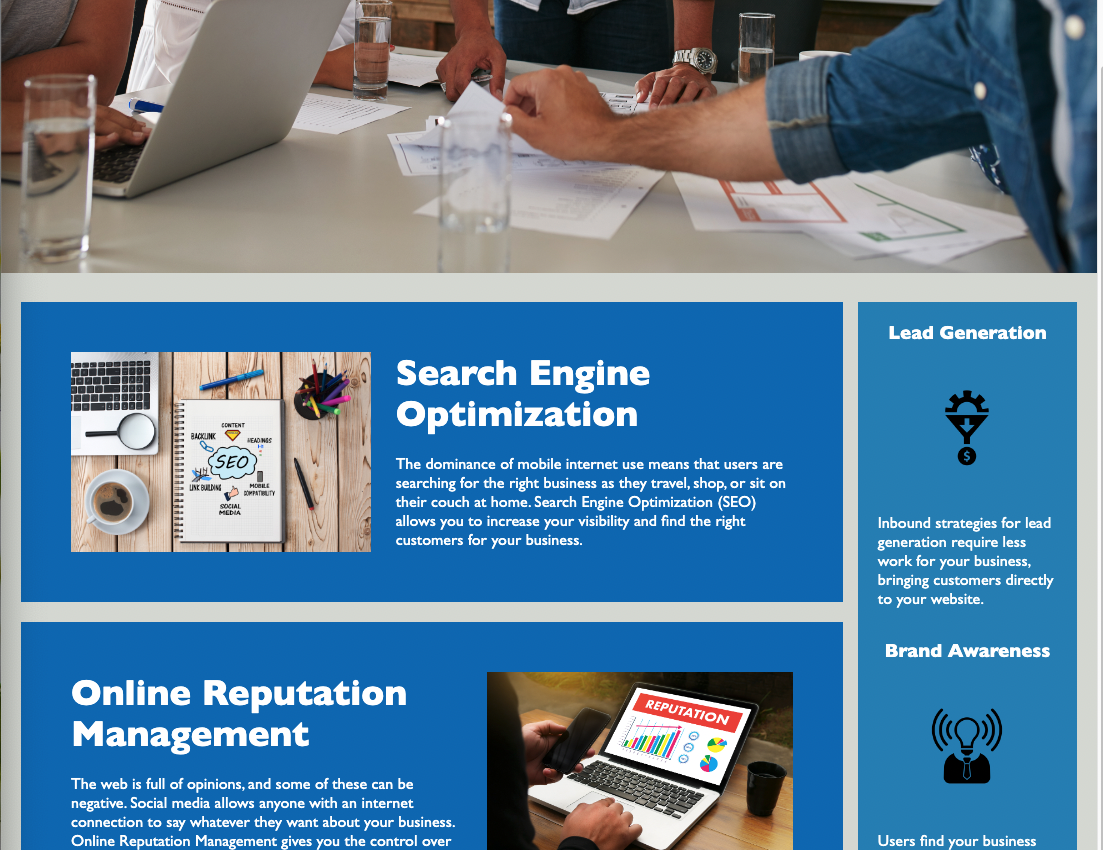 Search Engine
Optimization
The dominance of mobile internet use means that users are
searching for the right business as they travel, shop, or sit on
their couch at home. Search Engine Optimization (SEO)
allows you to increase your visibility and find the right
customers for your business.
CONTENT
BACKLINK
HEADINGS
SEO
LINK BUILDING
MOBILE
COMPATIBILITY
SOCIAL
MEDIA
Online Reputation
Management
The web is full of opinions, and some of these can be
negative. Social media allows anyone with an internet
connection to say whatever they want about your business.
Online Reputation Management gives you the control over
REPUTATION
Lead Generation
$
Inbound strategies for lead
generation require less
work for your business,
bringing customers directly
to your website.
Brand Awareness
Users find your business